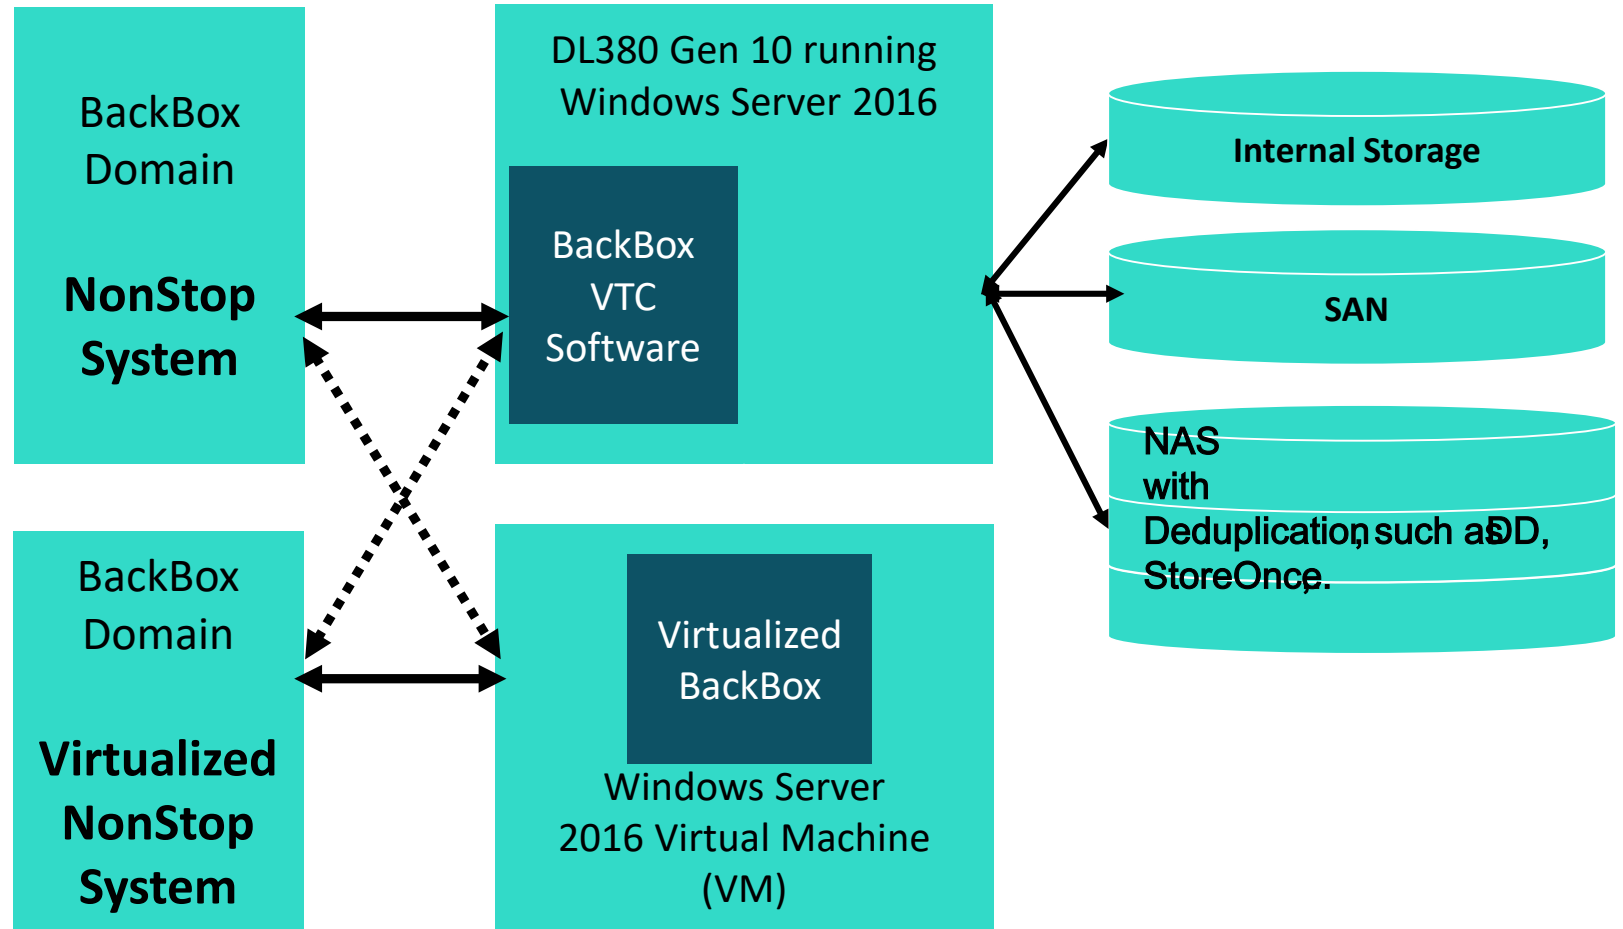 BackBox
Domain
NonStop
System
DL380 Gen 10 running
Windows Server 2016
BackBox
VTC
Software
Internal Storage
SAN
NAS
with
Deduplication, such as DD,
StoreOnce,.
BackBox
Domain
Virtualized
NonStop
System
Virtualized
BackBox
Windows Server
2016 Virtual Machine
(VM)